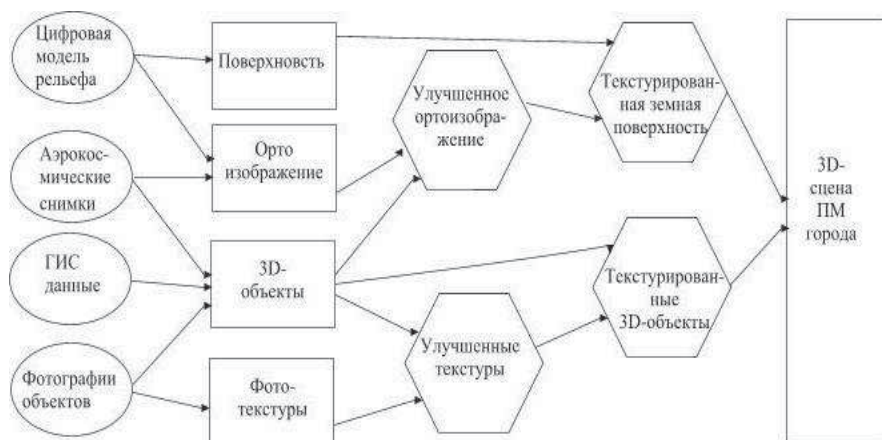 Цифровая
модель
рельефа
Поверхновсть
Улучшенное
ортоизобра-
жение
Текстурирован-
ная земная
поверхность
Аэрокос-
мические
снимки
Орто
изображение
3D-
сцена
ПМ
города
ГИС
данные
3D-
объекты
Текстурирован-
ные
3D-объекты
Фотографии
объектов
Фото-
текстуры
Улучшенные
текстуры